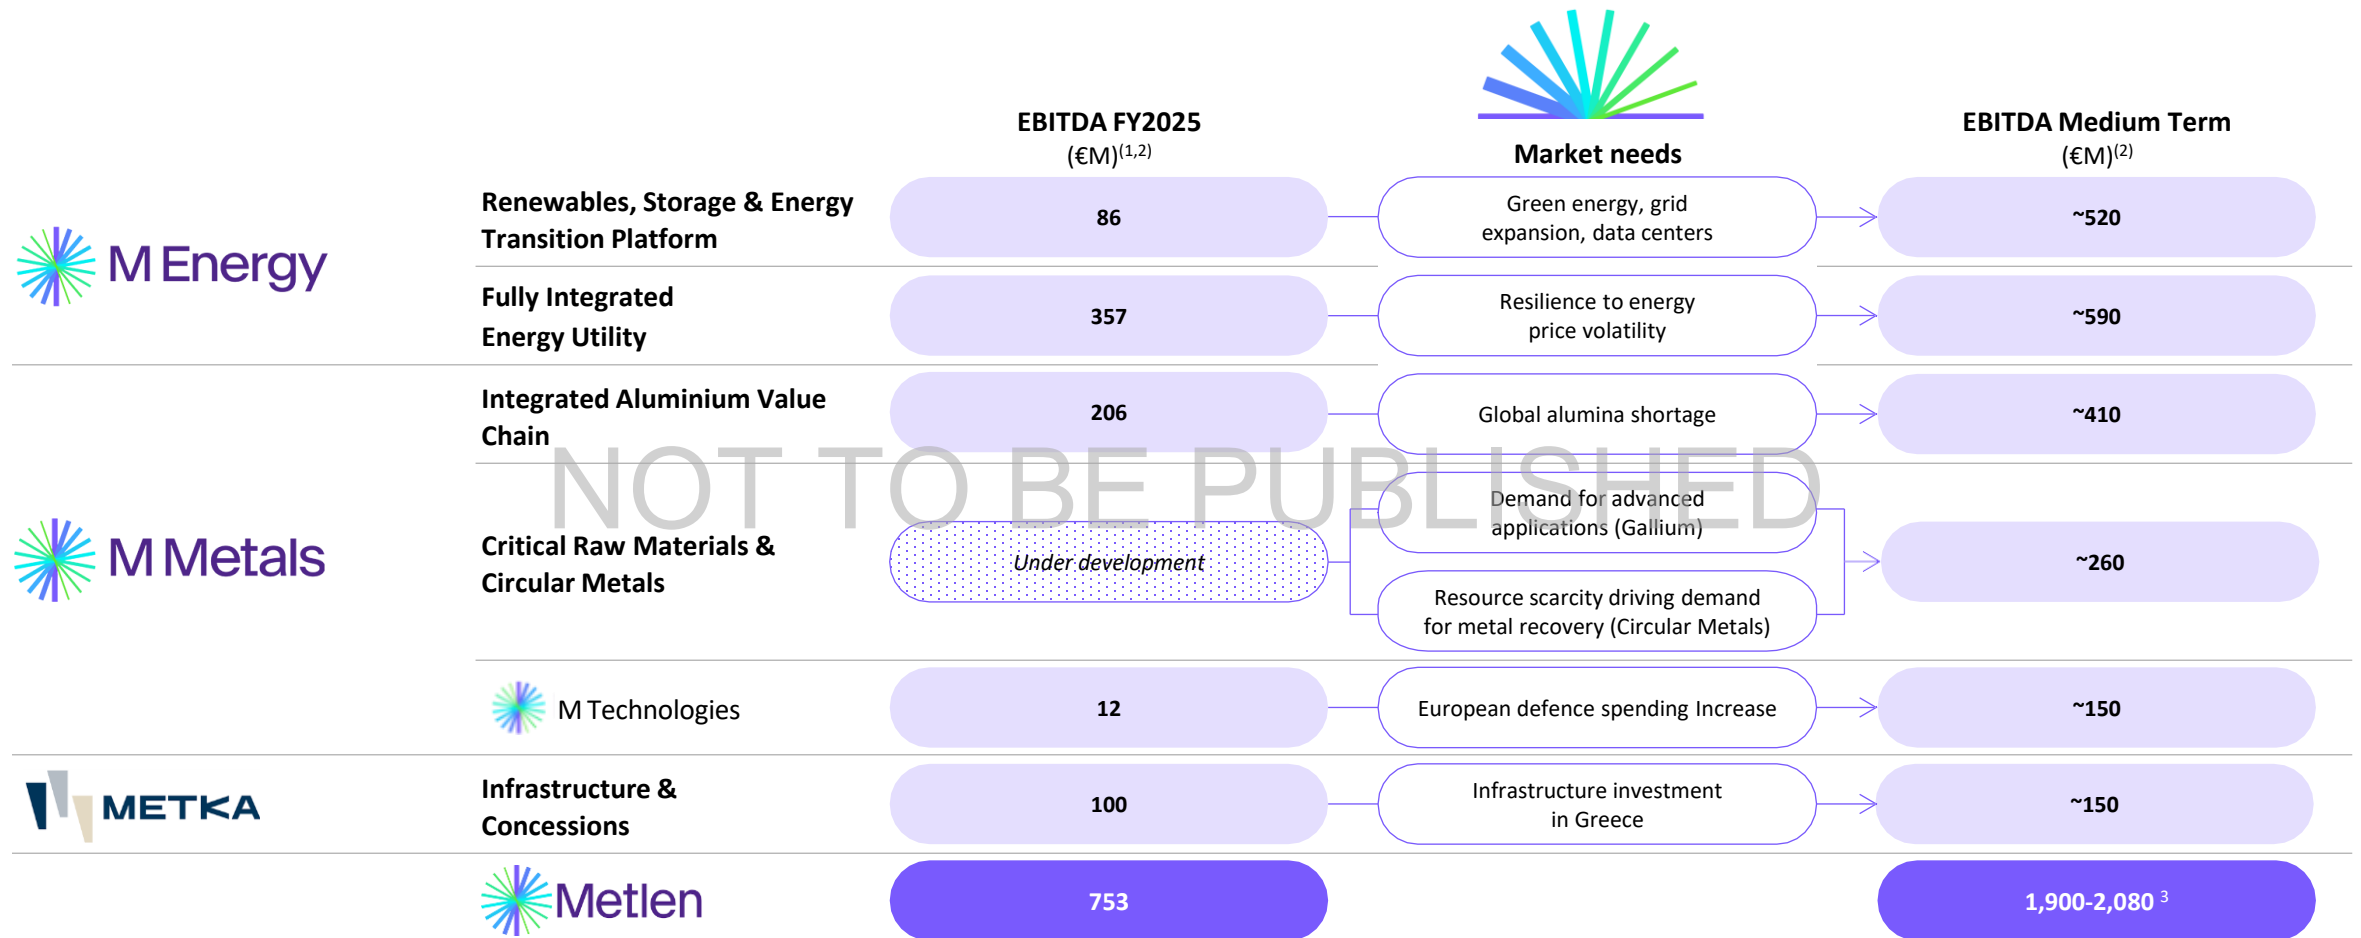 EBITDA FY2025
(€M)(1,2)
Market needs
EBITDA Medium Term
(€M)(2)
M Energy
Renewables, Storage & Energy
Transition Platform
86
Green energy, grid
expansion, data centers
~520
Fully Integrated
Energy Utility
357
Resilience to energy
price volatility
~590
M Metals
Integrated Aluminium Value
Chain
206
Global alumina shortage
~410
NOT TO BE PUBLISHED
Critical Raw Materials &
Circular Metals
Under development
Demand for advanced
applications (Gallium)
Resource scarcity driving demand
for metal recovery (Circular Metals)
~260
M Technologies
12
European defence spending Increase
~150
METKA
Infrastructure &
Concessions
100
Infrastructure investment
in Greece
~150
Metlen
753
1,900-2,080 3